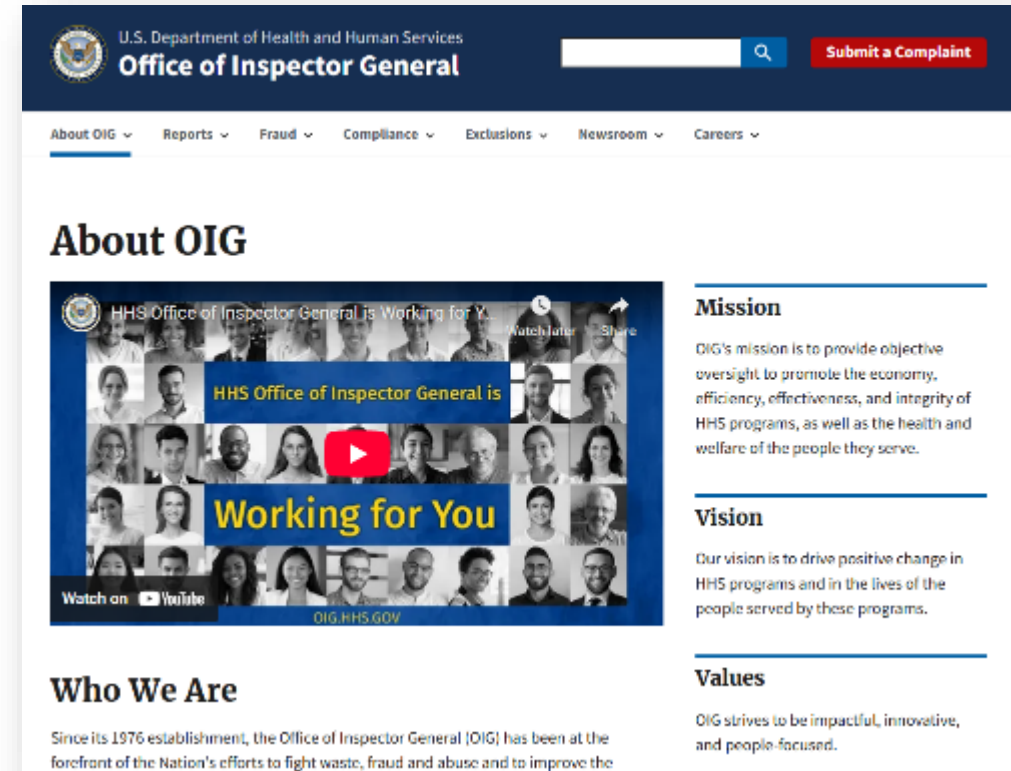 U.S. Department of Health and Human Services
Office of Inspector General
Submit a Complaint
About OIG
Reports
Fraud
Compliance
Exclusions
Newsroom
Careers
About OIG
HHS Office of Inspector General is Working for Y...
Watch later
Share
HHS Office of Inspector General is
Working for You
Watch on YouTube
OIG.HHS.GOV
Who We Are
Since its 1976 establishment, the Office of Inspector General (OIG) has been at the
forefront of the Nation's efforts to fight waste, fraud and abuse and to improve the
Mission
OIG's mission is to provide objective
oversight to promote the economy,
efficiency, effectiveness, and integrity of
HHS programs, as well as the health and
welfare of the people they serve.
Vision
Our vision is to drive positive change in
HHS programs and in the lives of the
people served by these programs.
Values
OIG strives to be impactful, innovative,
and people-focused.